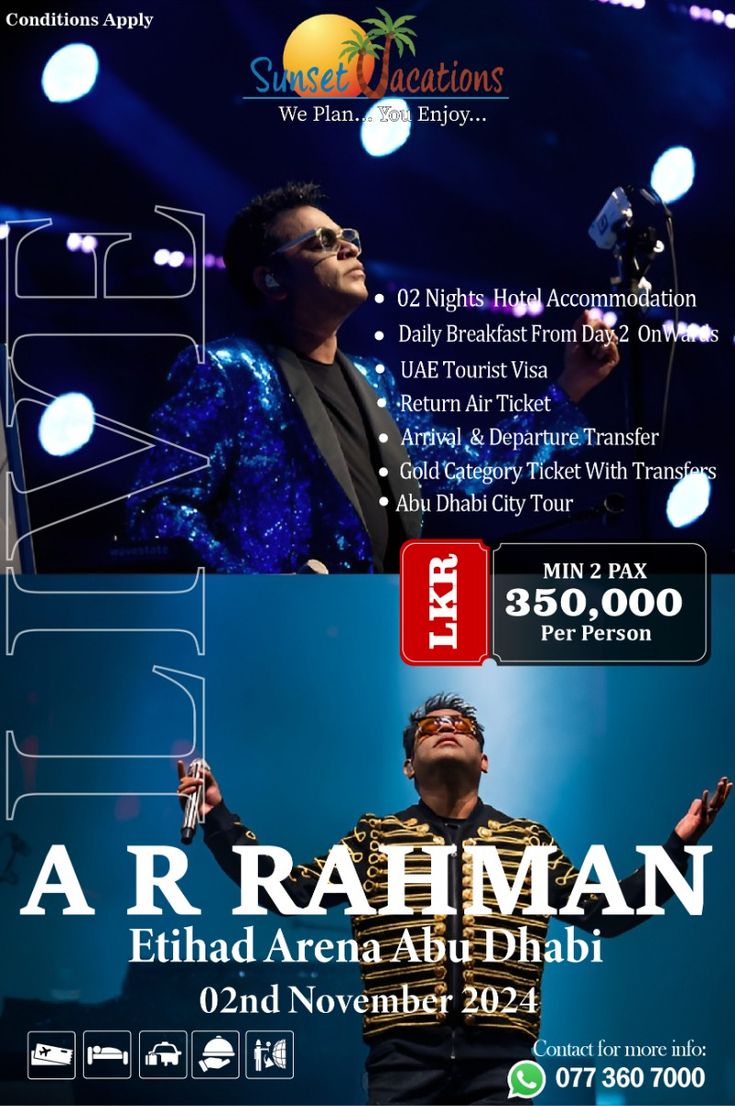 Conditions Apply
Sunset Vacations
We Plan... You Enjoy...
LIVE
• 02 Nights Hotel Accommodation
• Daily Breakfast From Day 2 OnWards
• UAE Tourist Visa
• Return Air Ticket
• Arrival & Departure Transfer
• Gold Category Ticket With Transfers
• Abu Dhabi City Tour
LKR
MIN 2 PAX
350,000
Per Person
A R RAHMAN
Etihad Arena Abu Dhabi
02nd November 2024
Contact for more info:
077 360 7000
wavestate